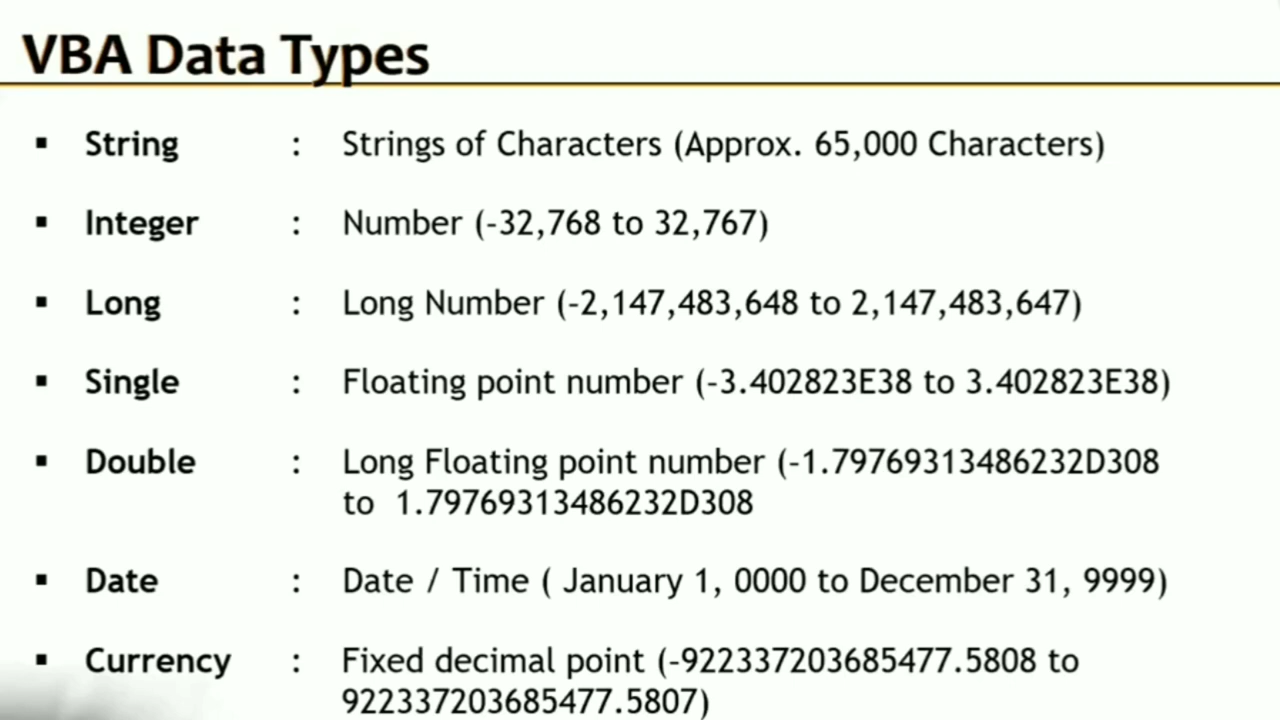 VBA Data Types
▪ String : Strings of Characters (Approx. 65,000 Characters)
▪ Integer : Number (-32,768 to 32,767)
▪ Long : Long Number (-2,147,483,648 to 2,147,483,647)
▪ Single : Floating point number (-3.402823E38 to 3.402823E38)
▪ Double : Long Floating point number (-1.79769313486232D308
to 1.79769313486232D308
▪ Date : Date / Time ( January 1, 0000 to December 31, 9999)
▪ Currency : Fixed decimal point (-922337203685477.5808 to
922337203685477.5807)